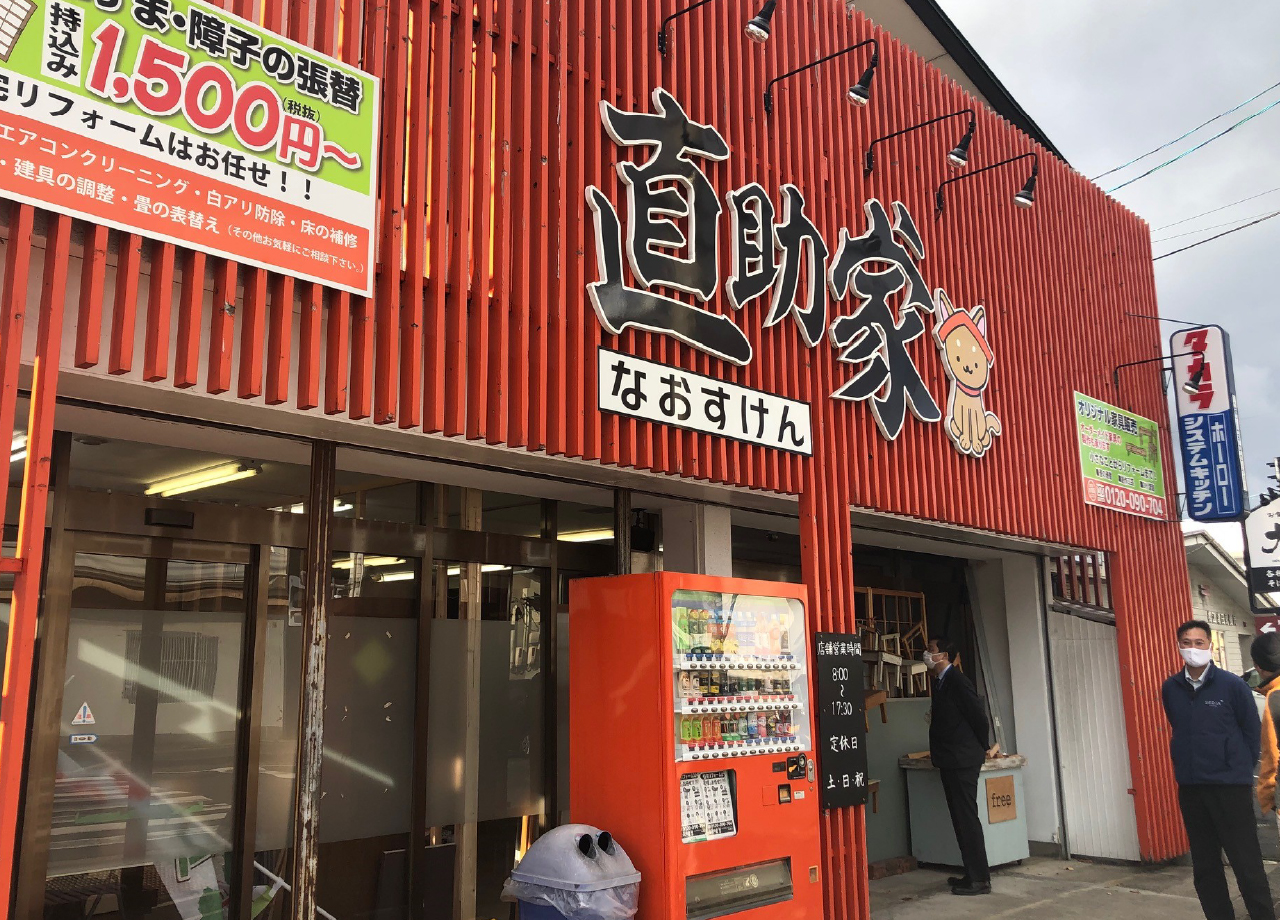 ま・障子の張替
持込み
1,500円～
(税抜)
宅リフォームはお任せ！！
エアコンクリーニング・白アリ防除・床の補修
・建具の調整・畳の表替え（その他お気軽にご相談下さい。）
直助家
なおすけん
オリジナル家具販売
0120-090-704
タカラ
ホーロー
システムキッチン
店舗営業時間
8:00
～
17:30
定休日
土・日・祝
free